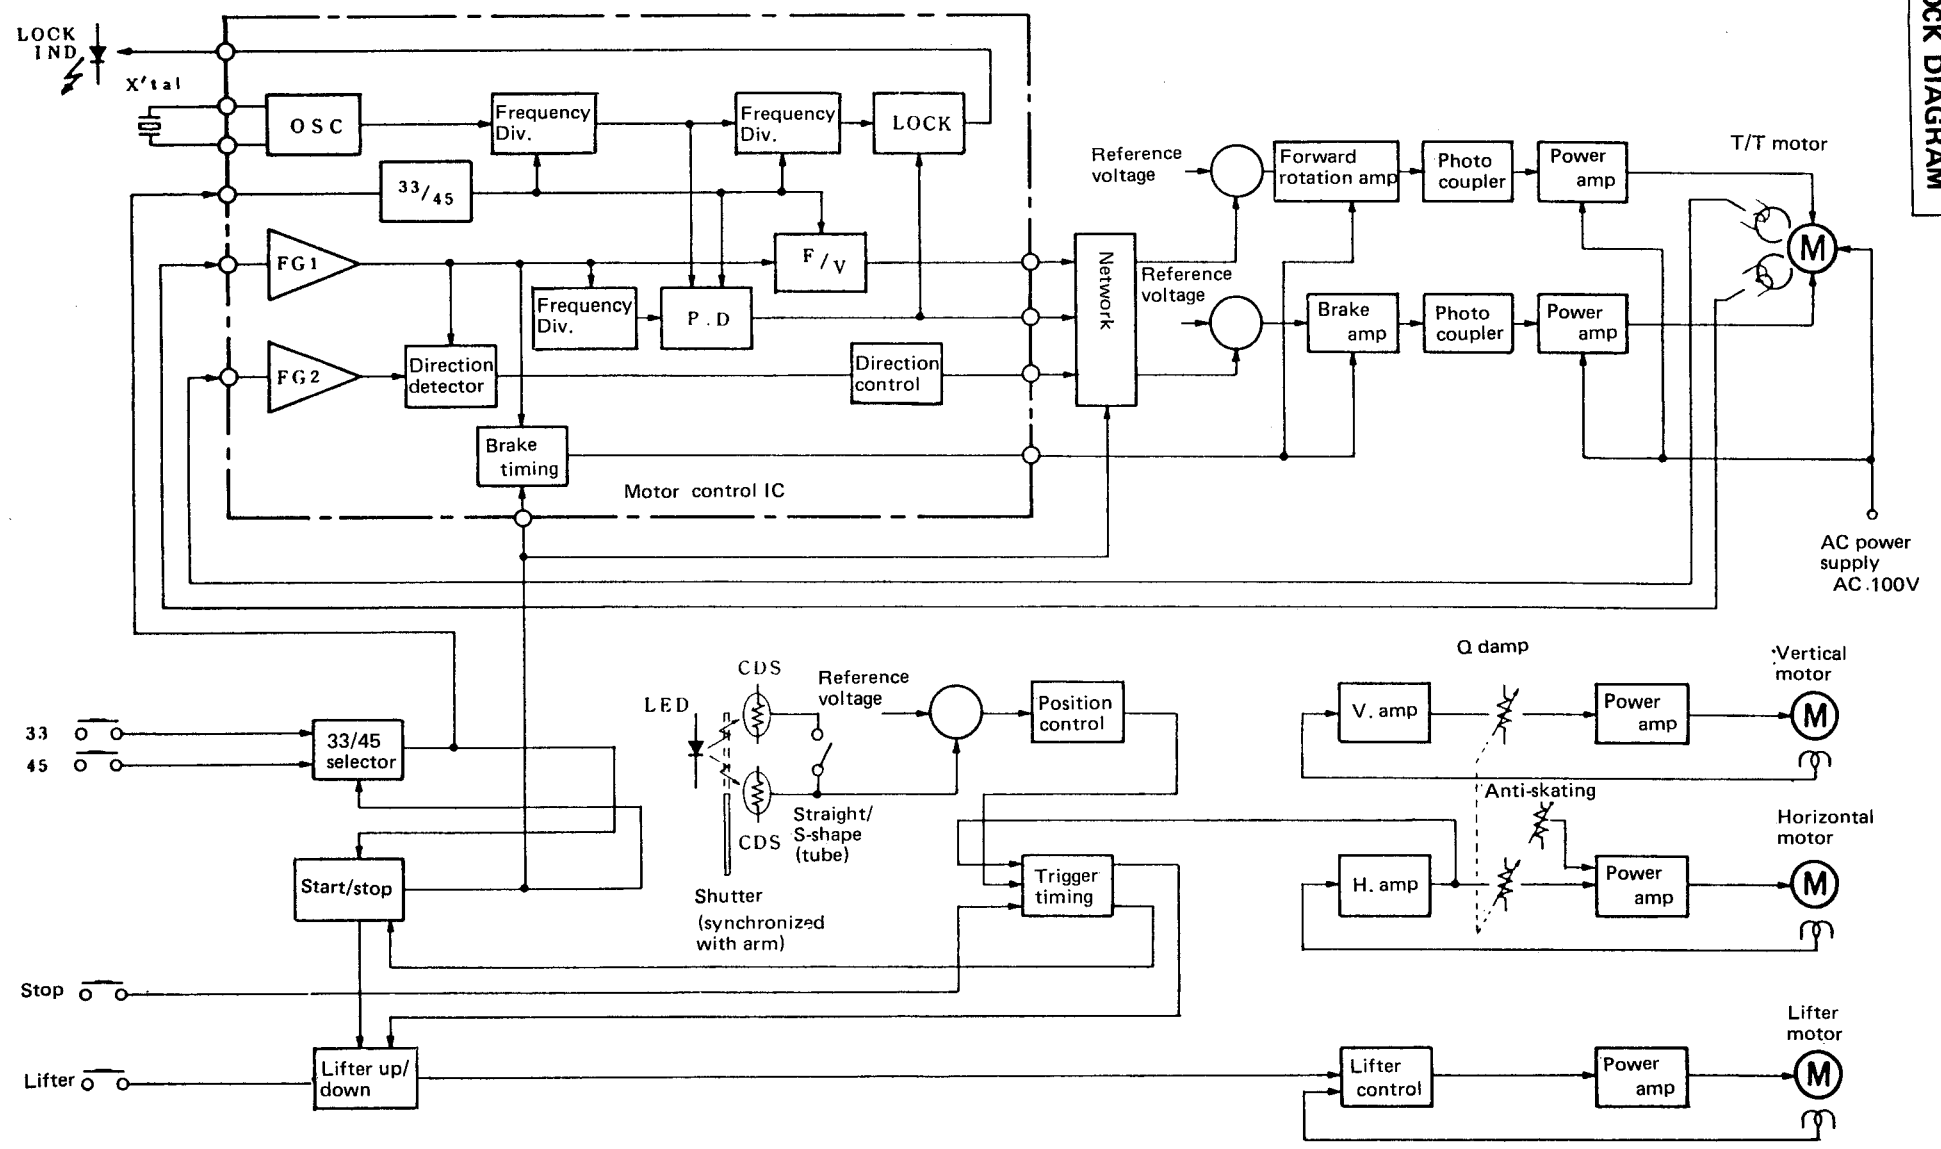 LOCK
IND
X'tal
OSC
Frequency
Div.
Frequency
Div.
LOCK
33/45
FG1
F/V
Frequency
Div.
P.D
FG2
Direction
detector
Direction
control
Brake
timing
Motor control IC
Network
Reference
voltage
Forward
rotation amp
Photo
coupler
Power
amp
T/T motor
M
Reference
voltage
Brake
amp
Photo
coupler
Power
amp
AC power
supply
AC.100V
DIAGRAM
33
45
33/45
selector
Start/stop
Stop
Lifter
Lifter up/
down
LED
CDS
CDS
Reference
voltage
Straight/
S-shape
(tube)
Shutter
(synchronized
with arm)
Position
control
Trigger
timing
Q damp
V. amp
Power
amp
Vertical
motor
M
Anti-skating
H. amp
Power
amp
Horizontal
motor
M
Lifter
control
Power
amp
Lifter
motor
M